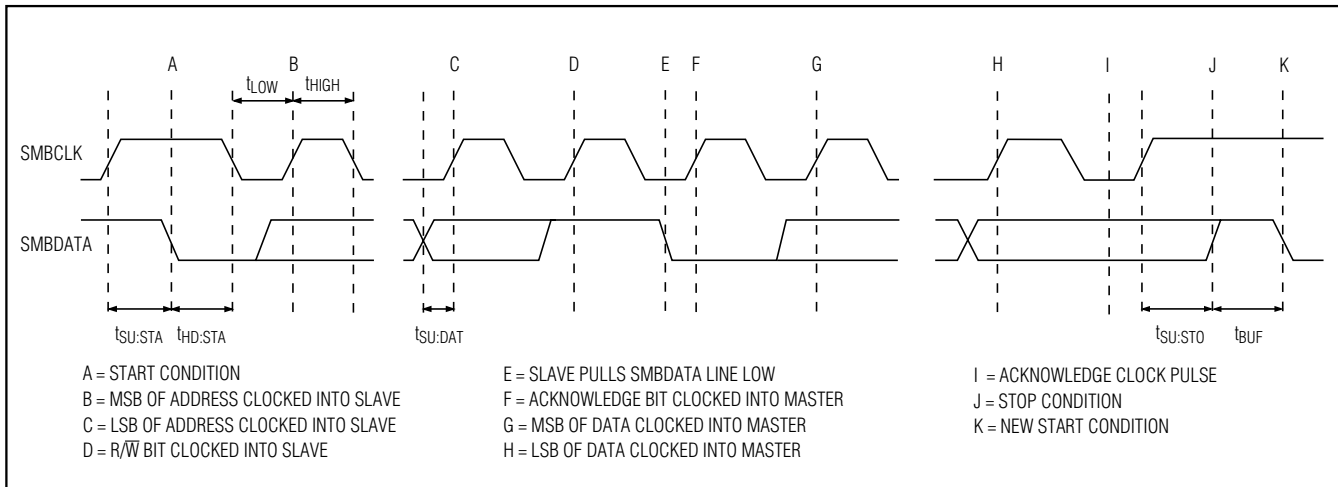 A B C D E F G H I J K
tLOW tHIGH
SMBCLK
SMBDATA
tSU:STA tHD:STA tSU:DAT tSU:STO tBUF
A = START CONDITION
B = MSB OF ADDRESS CLOCKED INTO SLAVE
C = LSB OF ADDRESS CLOCKED INTO SLAVE
D = R/W̅ BIT CLOCKED INTO SLAVE
E = SLAVE PULLS SMBDATA LINE LOW
F = ACKNOWLEDGE BIT CLOCKED INTO MASTER
G = MSB OF DATA CLOCKED INTO MASTER
H = LSB OF DATA CLOCKED INTO MASTER
I = ACKNOWLEDGE CLOCK PULSE
J = STOP CONDITION
K = NEW START CONDITION